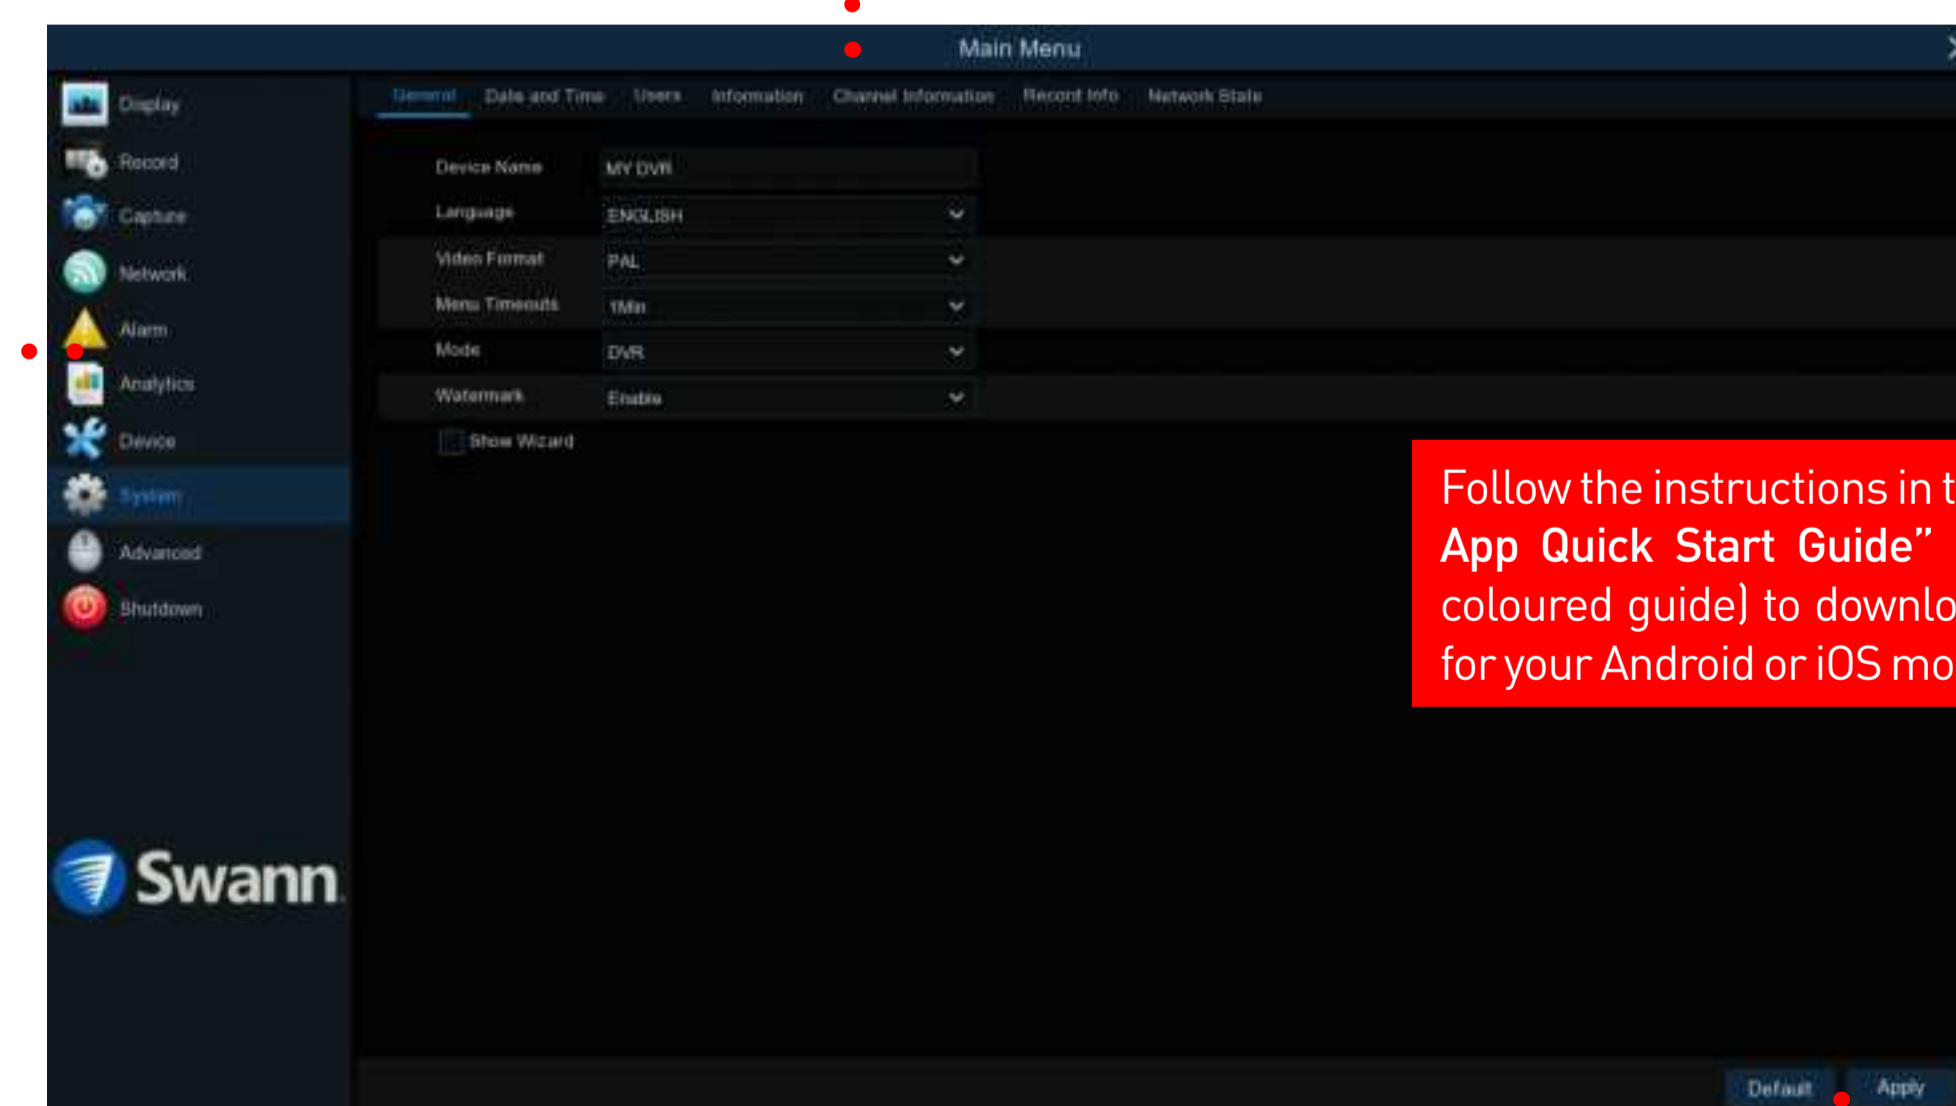 Main Menu
Display
Record
Capture
Network
Alarm
Analytics
Device
System
Advanced
Shutdown
Swann
General Date and Time Users Information Channel Information Record Info Network State
Device Name MY DVR
Language ENGLISH
Video Format PAL
Menu Timeouts 1Min
Mode DVR
Watermark Enable
Show Wizard
Follow the instructions in t
App Quick Start Guide”
coloured guide) to downlo
for your Android or iOS mo
Default Apply